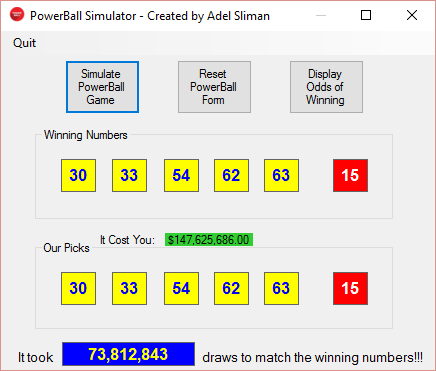 PowerBall Simulator - Created by Adel Sliman
Quit
Simulate PowerBall Game
Reset PowerBall Form
Display Odds of Winning
Winning Numbers
30 33 54 62 63 15
It Cost You: $147,625,686.00
Our Picks
30 33 54 62 63 15
It took 73,812,843 draws to match the winning numbers!!!